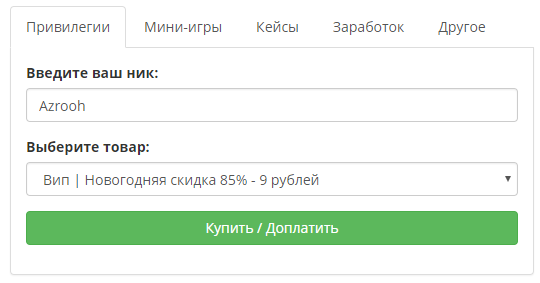 Привилегии Мини-игры Кейсы Заработок Другое
Введите ваш ник:
Azrooh
Выберите товар:
Вип | Новогодняя скидка 85% - 9 рублей
Купить / Доплатить